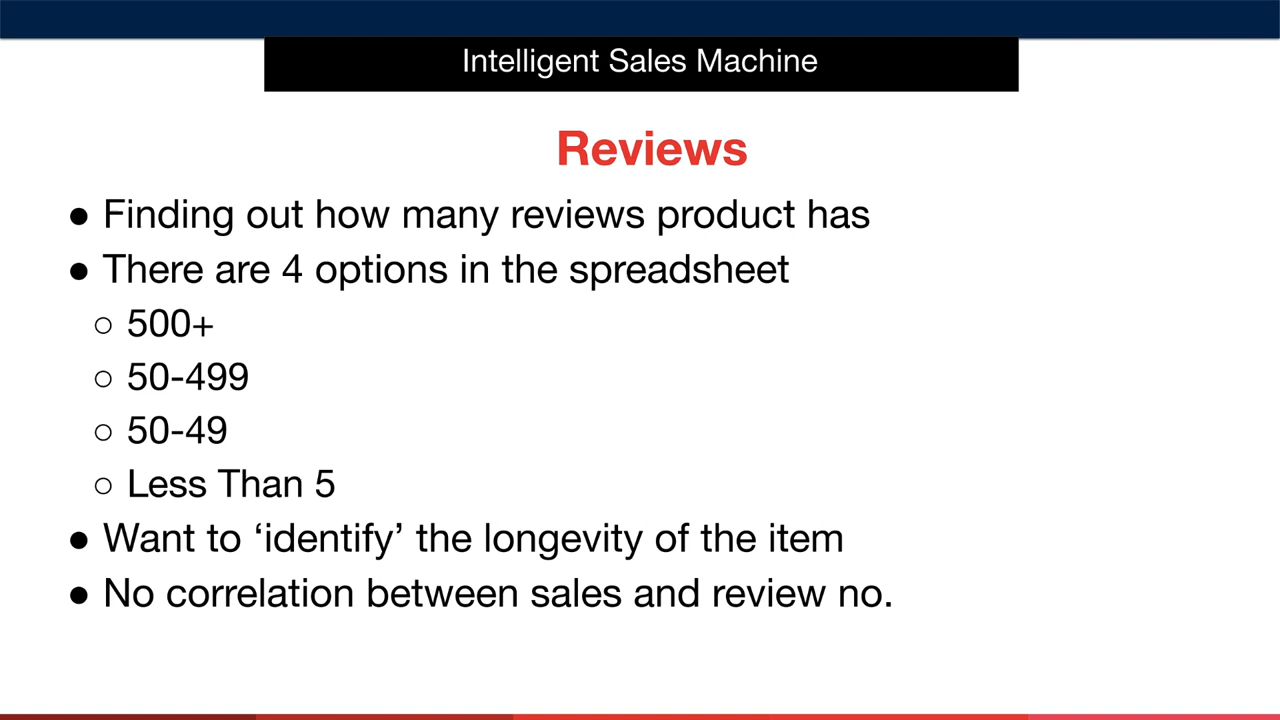 Intelligent Sales Machine
Reviews
● Finding out how many reviews product has
● There are 4 options in the spreadsheet
○ 500+
○ 50-499
○ 50-49
○ Less Than 5
● Want to ‘identify’ the longevity of the item
● No correlation between sales and review no.